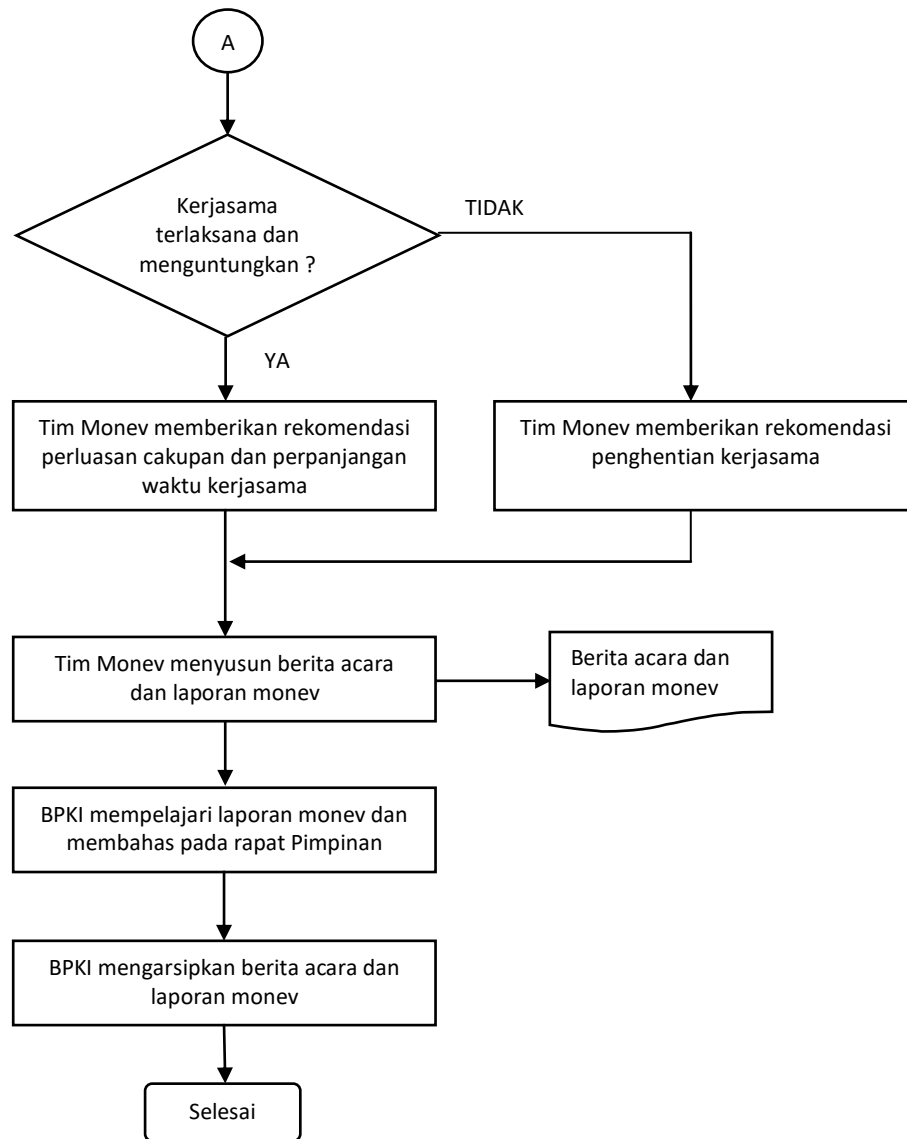 A
Kerjasama
terlaksana dan
menguntungkan ?
TIDAK
YA
Tim Monev memberikan rekomendasi
perluasan cakupan dan perpanjangan
waktu kerjasama
Tim Monev memberikan rekomendasi
penghentian kerjasama
Tim Monev menyusun berita acara
dan laporan monev
Berita acara dan
laporan monev
BPKI mempelajari laporan monev dan
membahas pada rapat Pimpinan
BPKI mengarsipkan berita acara dan
laporan monev
Selesai